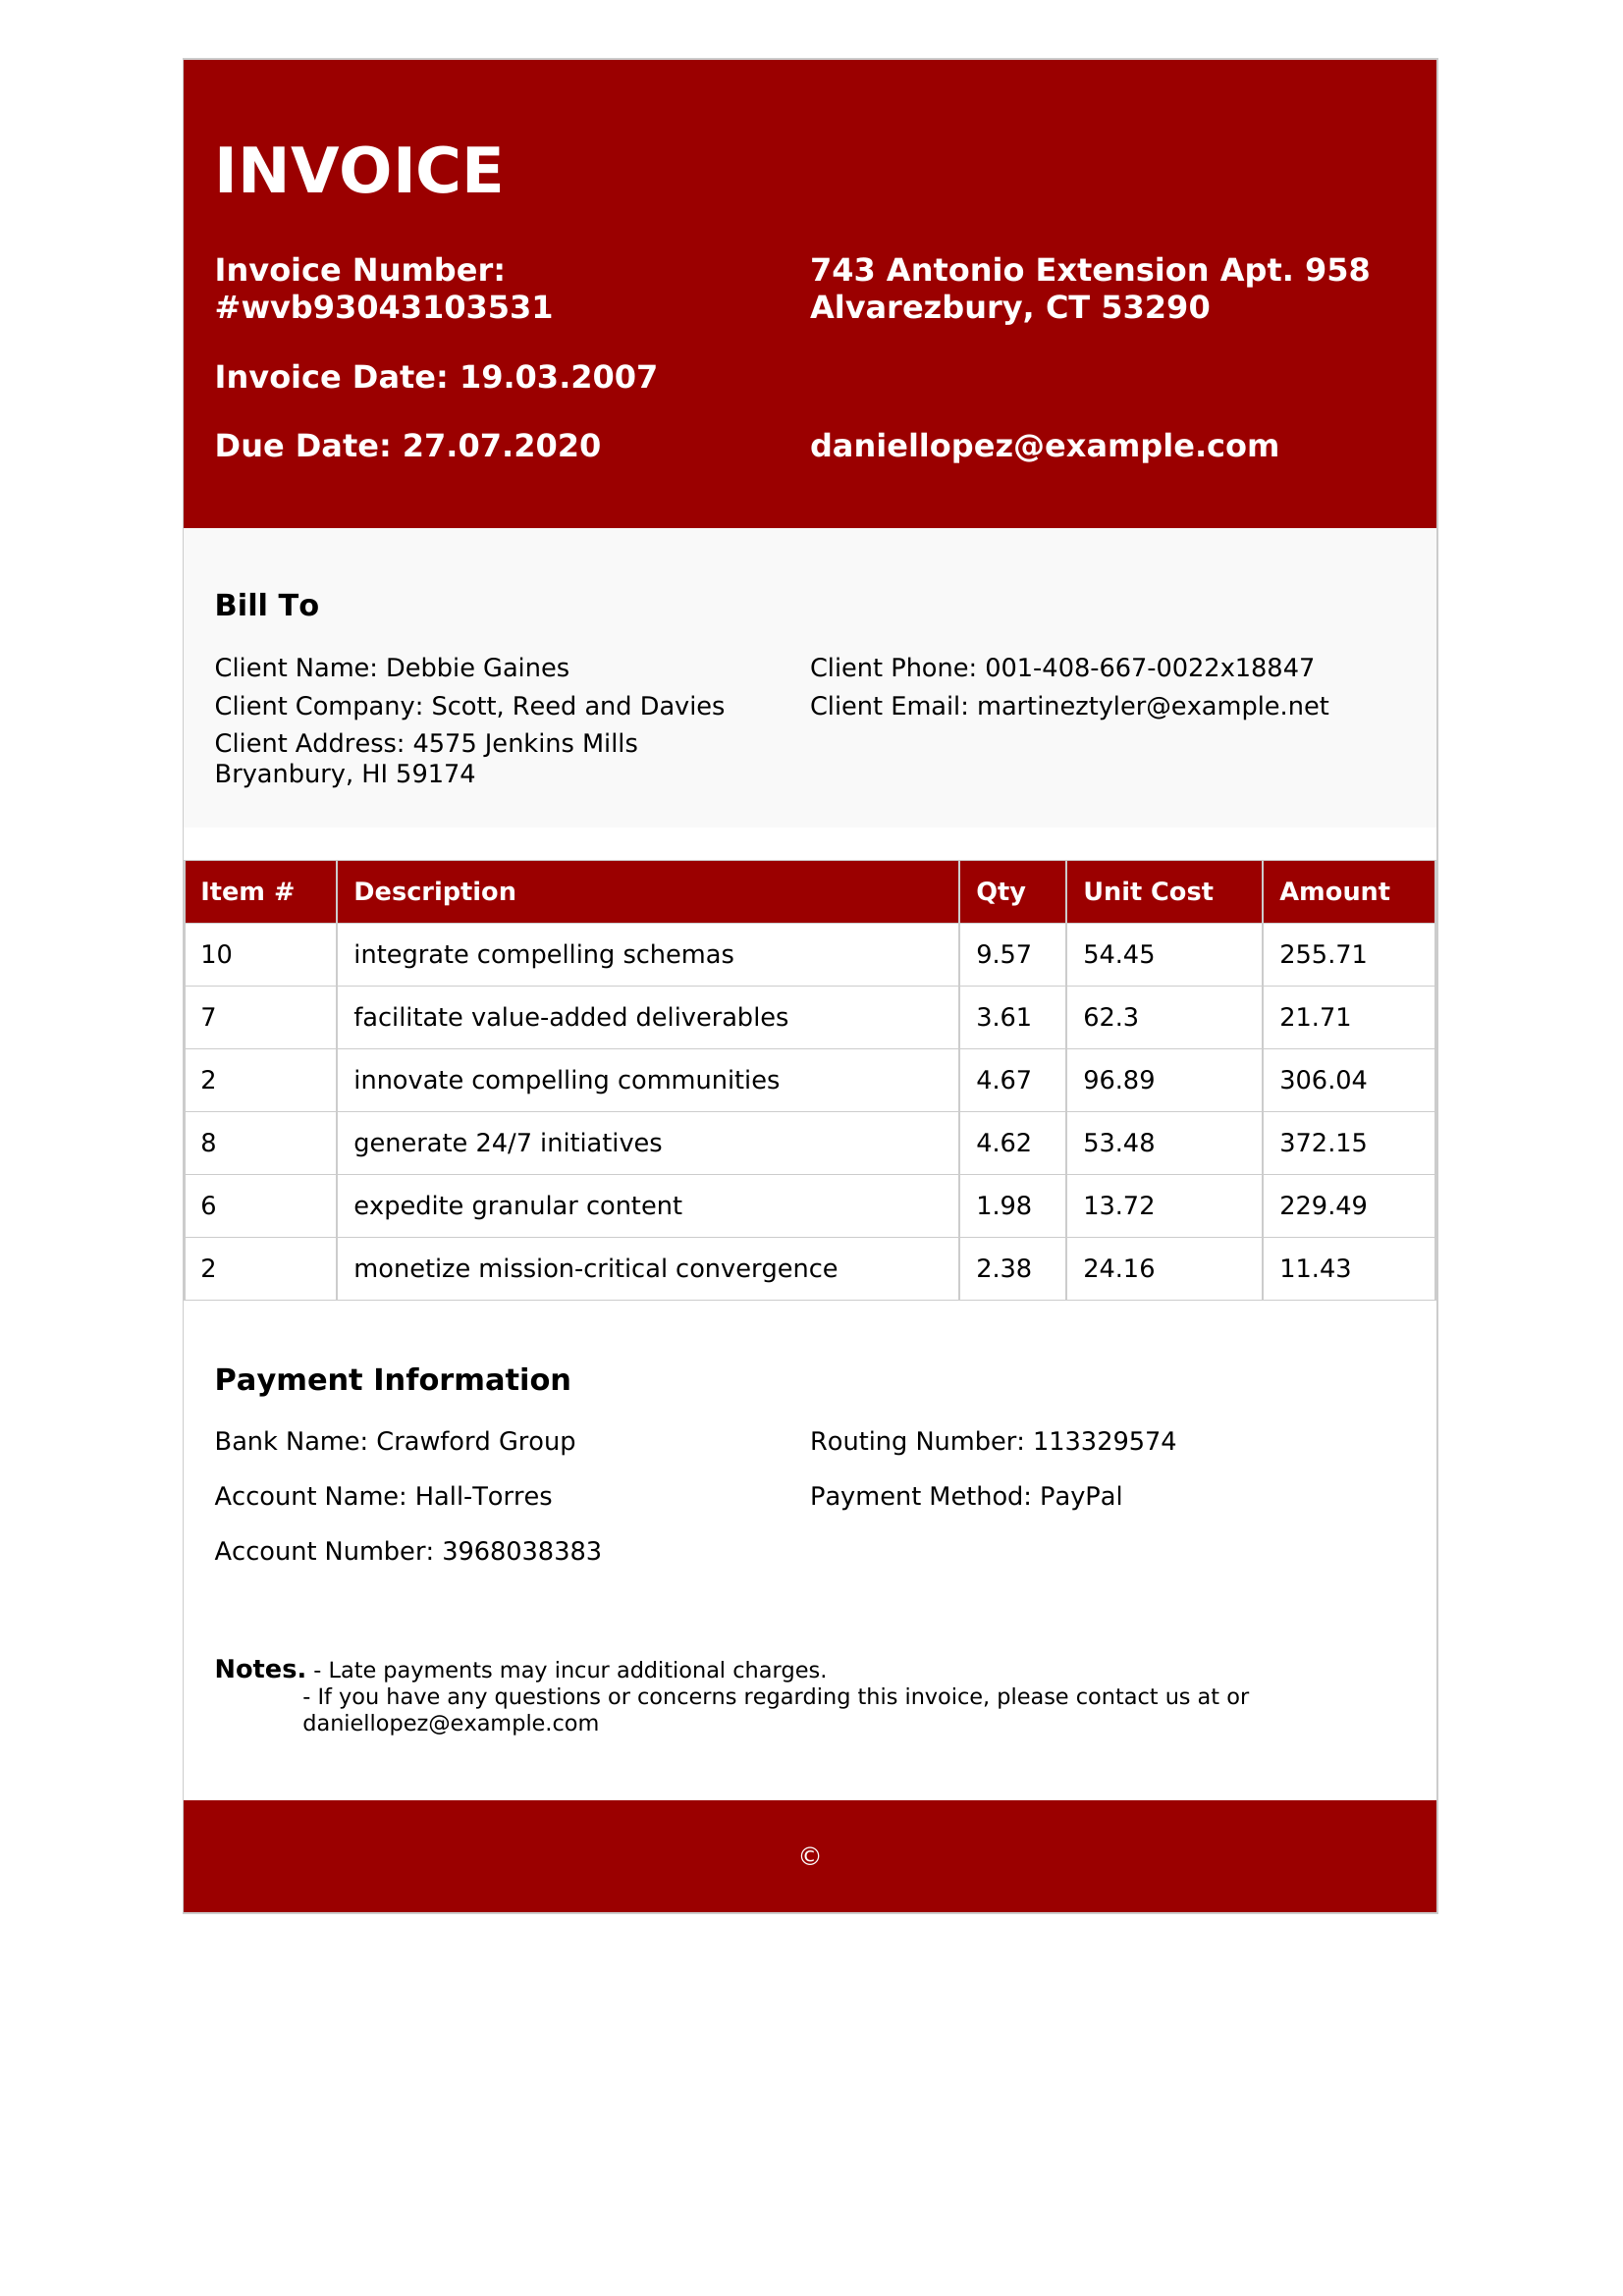 INVOICE
Invoice Number:
#wvb93043103531
Invoice Date: 19.03.2007
Due Date: 27.07.2020
743 Antonio Extension Apt. 958
Alvarezbury, CT 53290
daniellopez@example.com
Bill To
Client Name: Debbie Gaines
Client Company: Scott, Reed and Davies
Client Address: 4575 Jenkins Mills
Bryanbury, HI 59174
Client Phone: 001-408-667-0022x18847
Client Email: martineztyler@example.net
Item # Description Qty Unit Cost Amount
10 integrate compelling schemas 9.57 54.45 255.71
7 facilitate value-added deliverables 3.61 62.3 21.71
2 innovate compelling communities 4.67 96.89 306.04
8 generate 24/7 initiatives 4.62 53.48 372.15
6 expedite granular content 1.98 13.72 229.49
2 monetize mission-critical convergence 2.38 24.16 11.43
Payment Information
Bank Name: Crawford Group
Account Name: Hall-Torres
Account Number: 3968038383
Routing Number: 113329574
Payment Method: PayPal
Notes. - Late payments may incur additional charges.
- If you have any questions or concerns regarding this invoice, please contact us at or
daniellopez@example.com
©